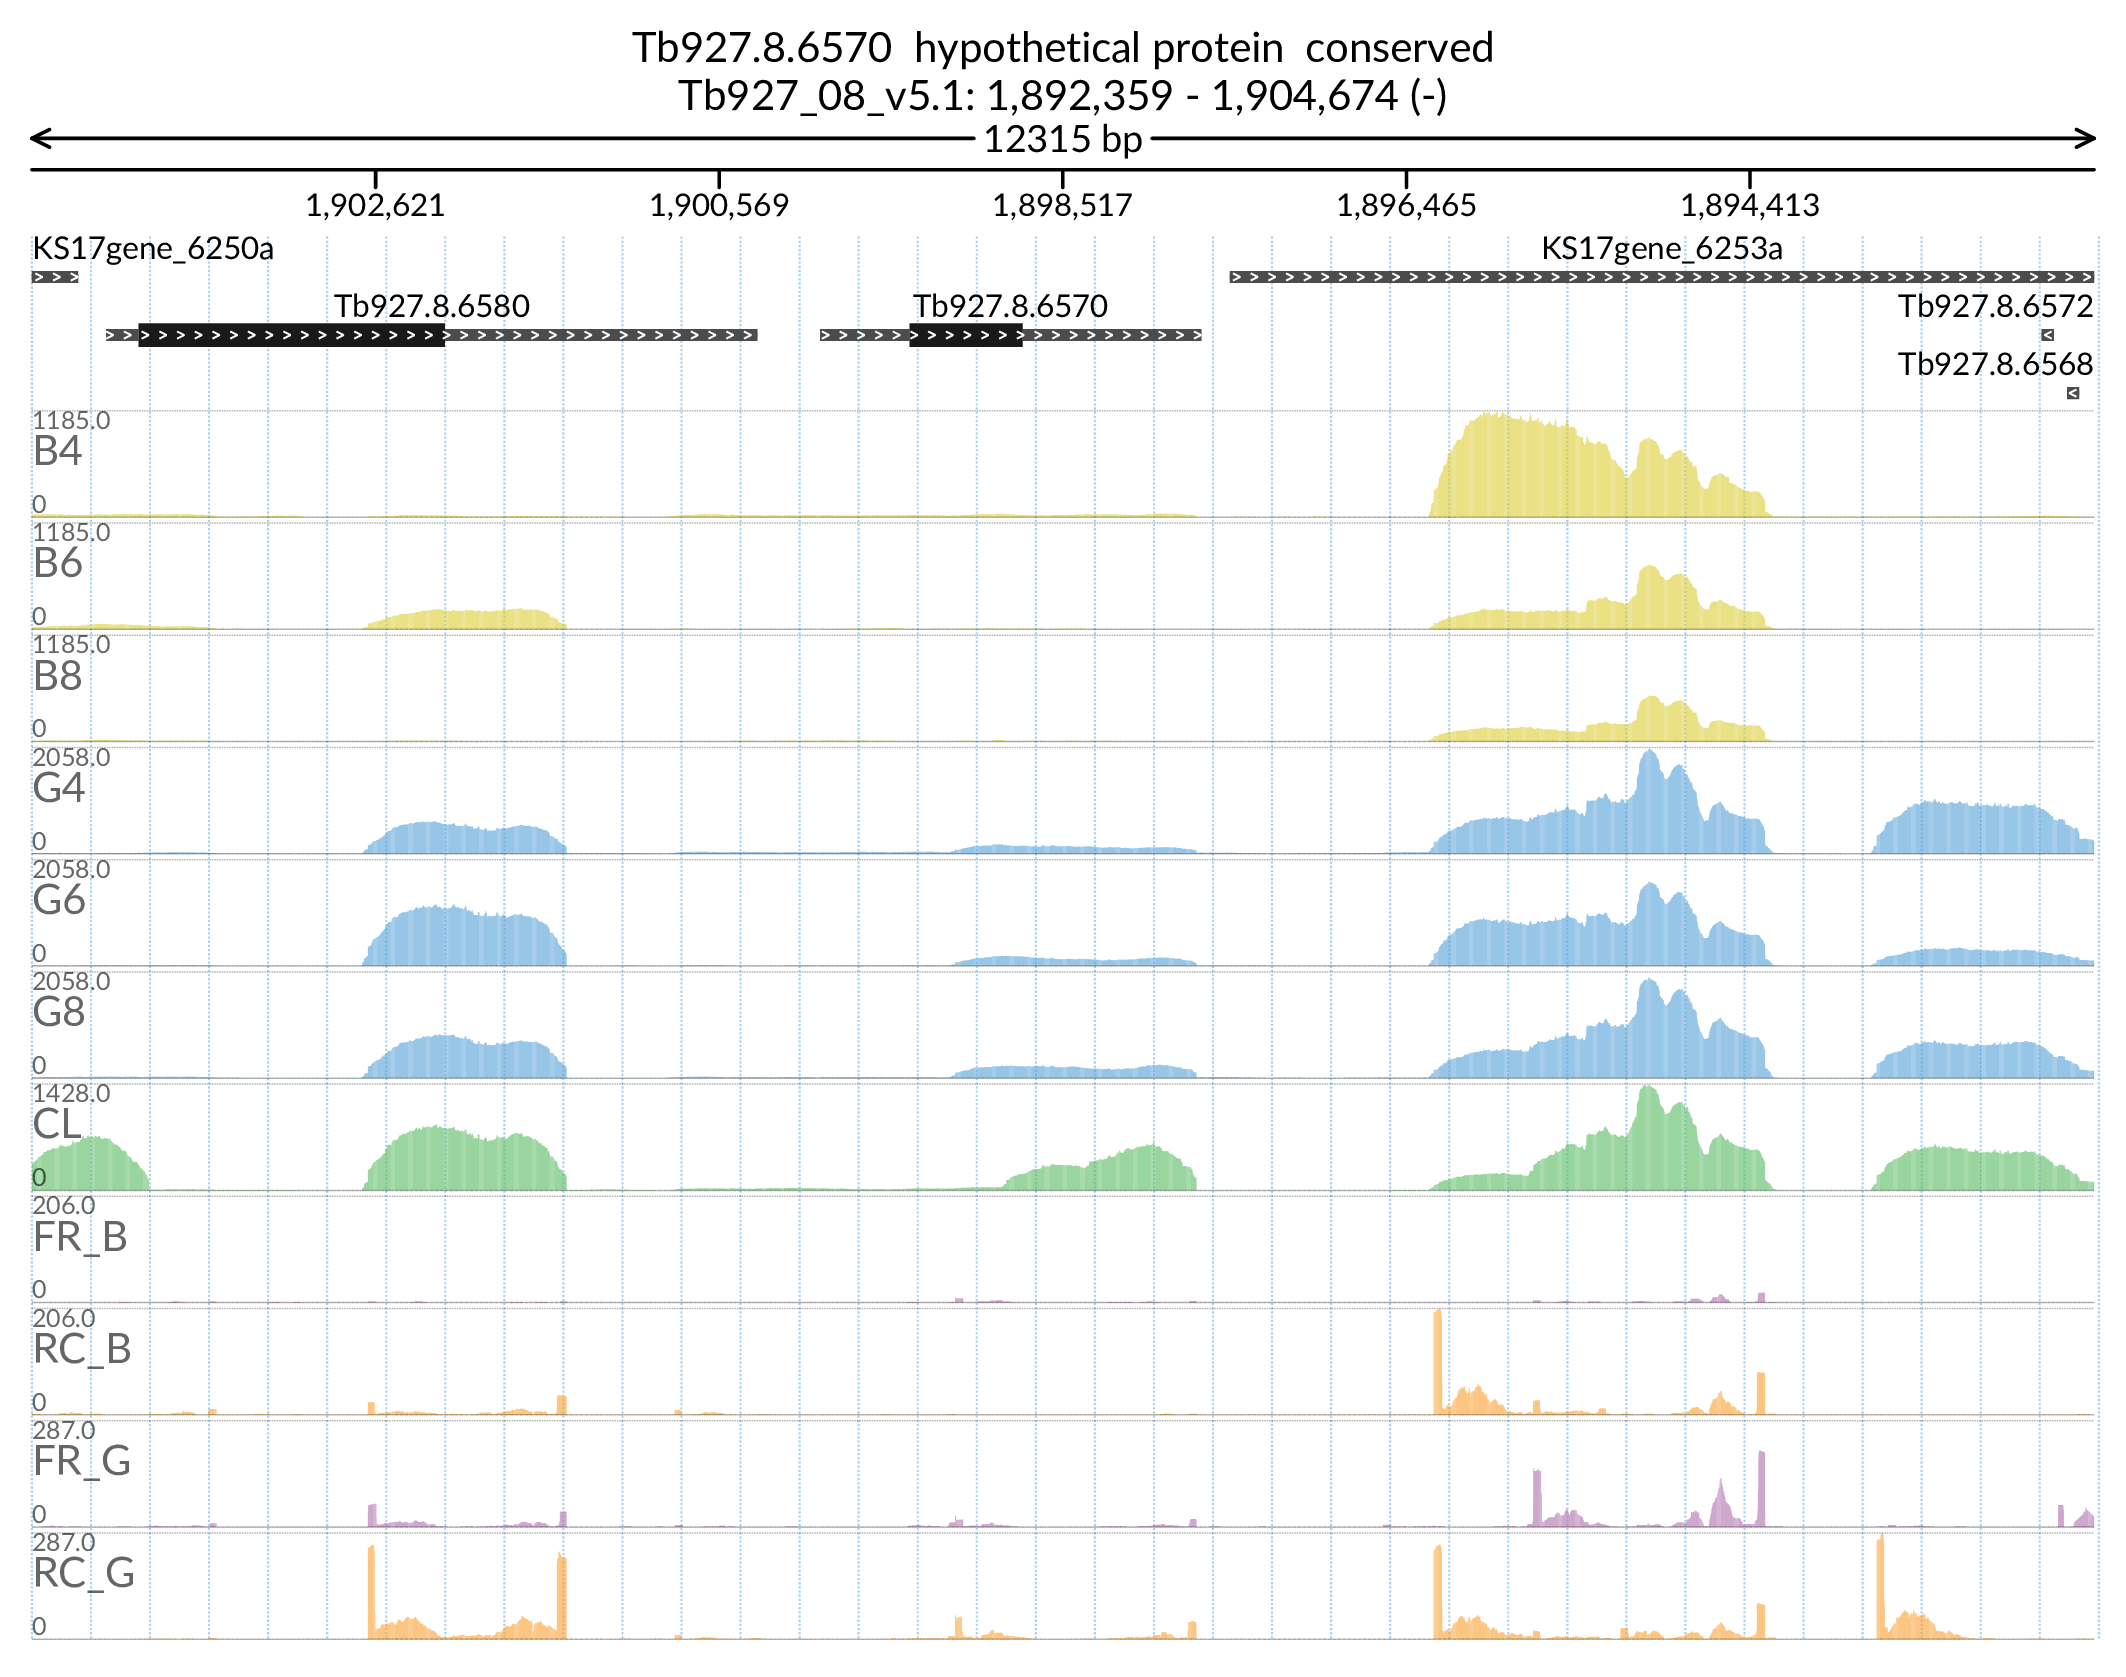 Tb927.8.6570  hypothetical protein  conserved
Tb927_08_v5.1: 1,892,359 - 1,904,674 (-)
12315 bp
1,902,621 1,900,569 1,898,517 1,896,465 1,894,413
KS17gene_6250a KS17gene_6253a
Tb927.8.6580 Tb927.8.6570 Tb927.8.6572
Tb927.8.6568
1185.0
B4
0
1185.0
B6
0
1185.0
B8
0
2058.0
G4
0
2058.0
G6
0
2058.0
G8
0
1428.0
CL
0
206.0
FR_B
0
206.0
RC_B
0
287.0
FR_G
0
287.0
RC_G
0